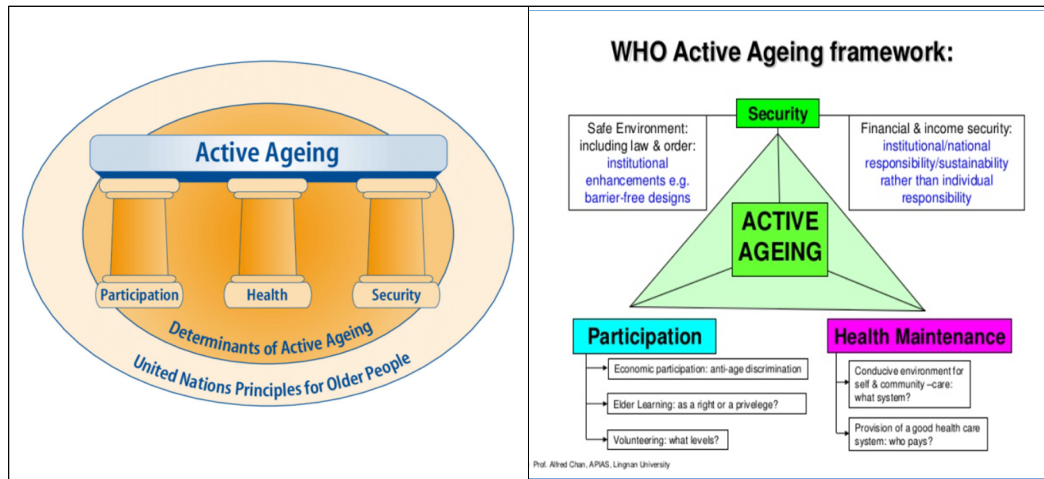 Active Ageing
Participation
Health
Security
Determinants of Active Ageing
United Nations Principles for Older People
WHO Active Ageing framework:
Security
Safe Environment:
including law & order:
institutional
enhancements e.g.
barrier-free designs
Financial & income security:
institutional/national
responsibility/sustainability
rather than individual
responsibility
ACTIVE
AGEING
Participation
Economic participation: anti-age discrimination
Elder Learning: as a right or a privelege?
Volunteering: what levels?
Health Maintenance
Conducive environment for
self & community –care:
what system?
Provision of a good health care
system: who pays?
Prof. Alfred Chan, APIAS, Lingnan University